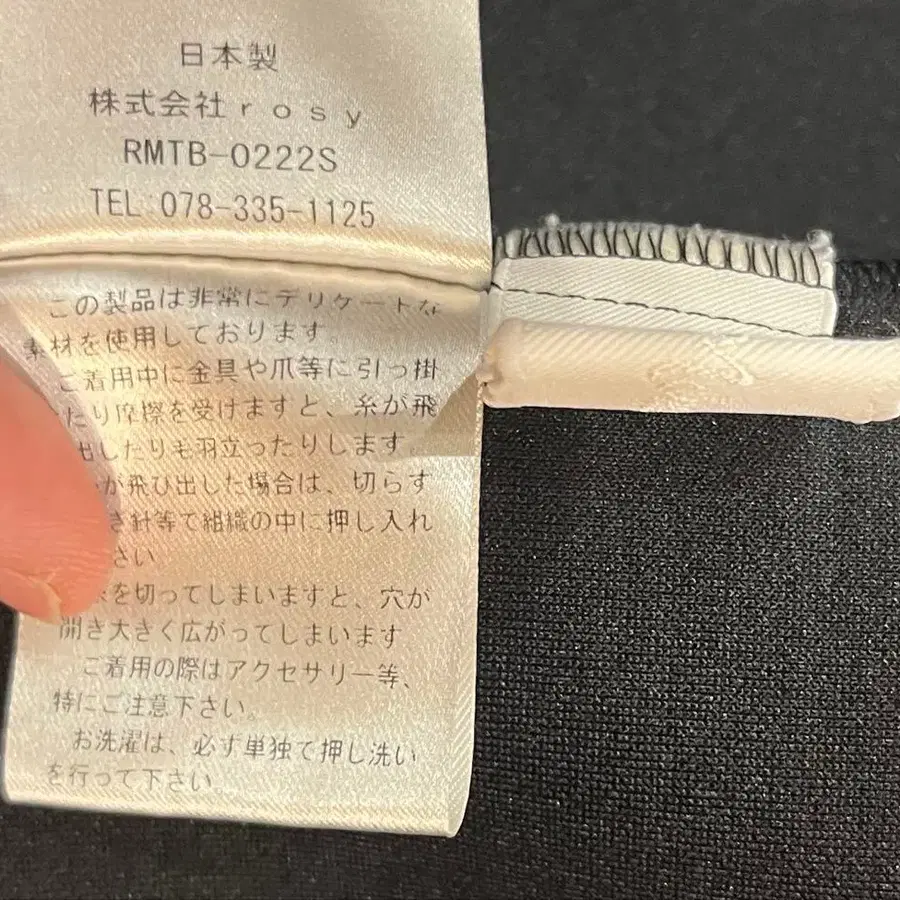 日本製
株式会社rosy
RMTB-0222S
TEL 078-335-1125
この製品は非常にデリケートな
素材を使用しております。
ご着用中に金具や爪等に引っ掛
たり摩擦を受けますと、糸が飛
出したりも羽立ったりします。
が飛び出した場合は、切らず
針等で組織の中に押し入れ
さい
を切ってしまいますと、穴が
開き大きく広がってしまいます
ご着用の際はアクセサリー等、
特にご注意下さい。
お洗濯は、必ず単独で押し洗い
を行って下さい。